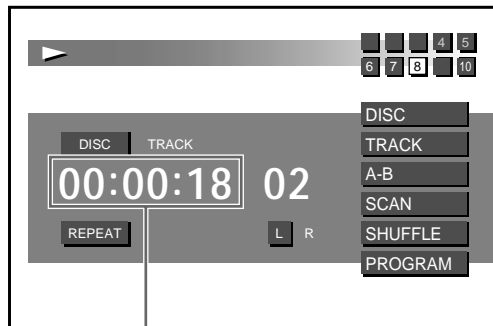 4 5
6 7 8 10
DISC
DISC TRACK TRACK
A-B
00:00:18 02
SCAN
REPEAT L R SHUFFLE
PROGRAM